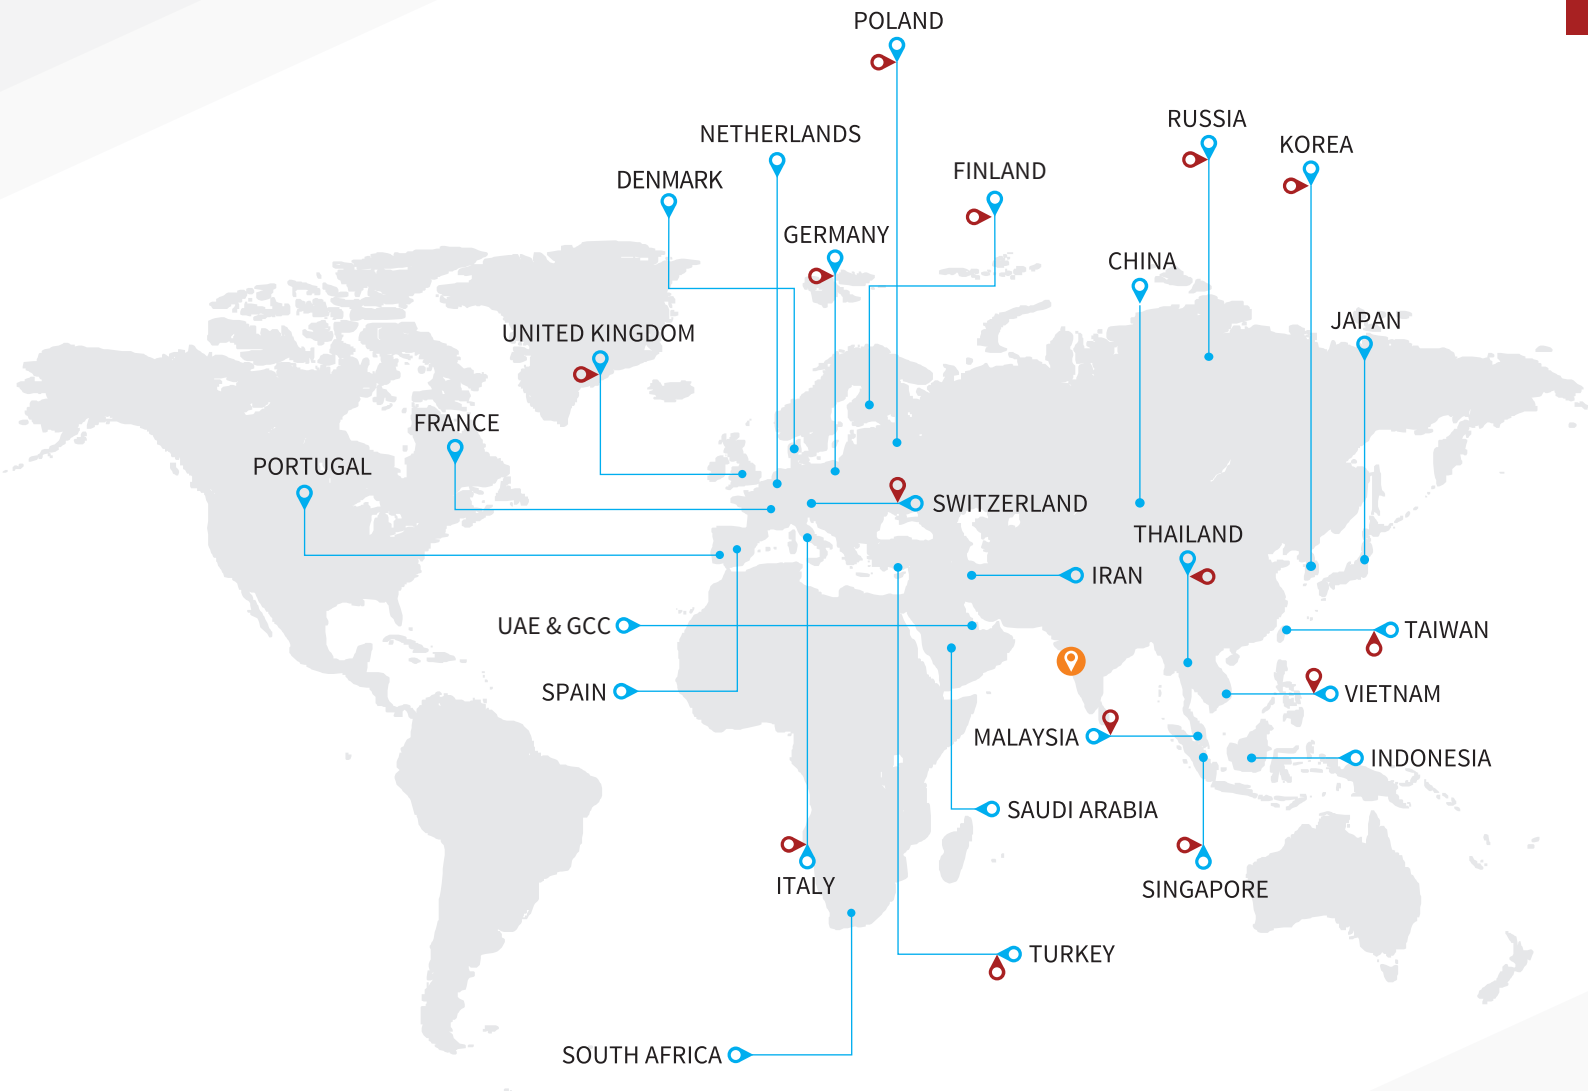 POLAND
RUSSIA
NETHERLANDS
KOREA
FINLAND
DENMARK
GERMANY
CHINA
JAPAN
UNITED KINGDOM
FRANCE
PORTUGAL
SWITZERLAND
THAILAND
IRAN
UAE & GCC
TAIWAN
SPAIN
VIETNAM
MALAYSIA
INDONESIA
SAUDI ARABIA
ITALY
SINGAPORE
TURKEY
SOUTH AFRICA